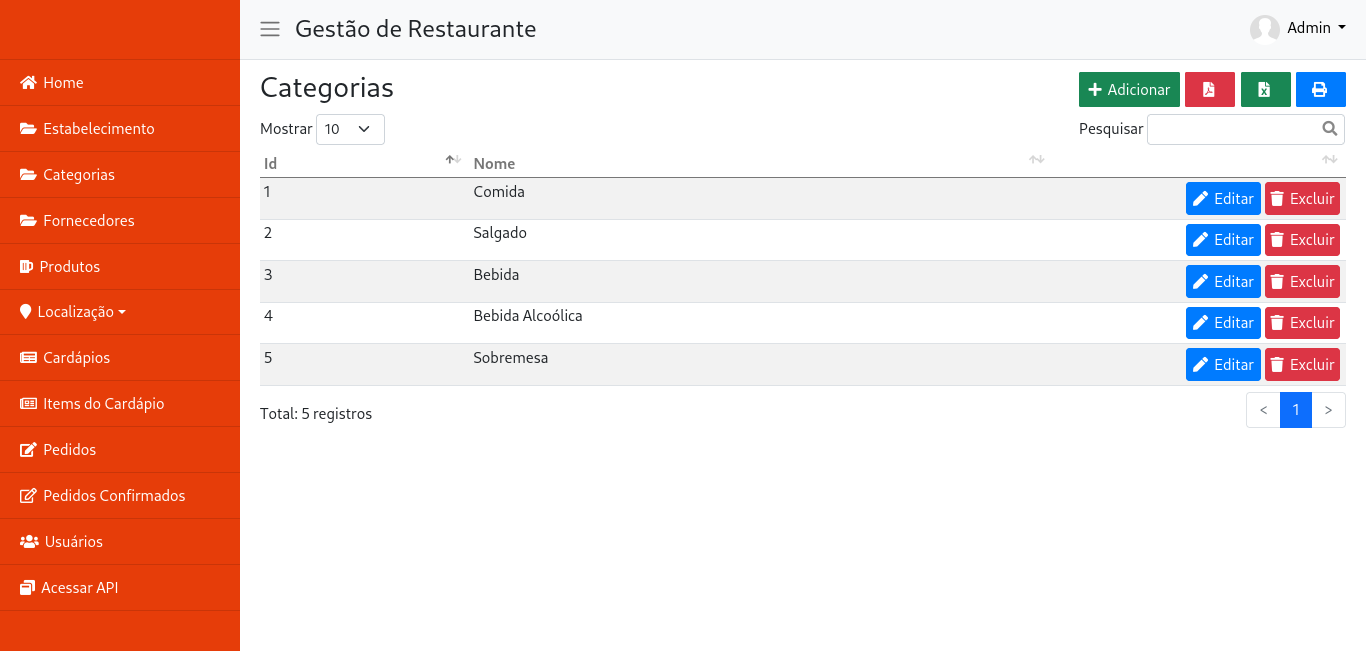 Gestão de Restaurante
Admin
Home
Estabelecimento
Categorias
Fornecedores
Produtos
Localização
Cardápios
Items do Cardápio
Pedidos
Pedidos Confirmados
Usuários
Acessar API
Categorias
Adicionar
Mostrar 10
Pesquisar
Id Nome
1 Comida Editar Excluir
2 Salgado Editar Excluir
3 Bebida Editar Excluir
4 Bebida Alcoólica Editar Excluir
5 Sobremesa Editar Excluir
Total: 5 registros
< 1 >